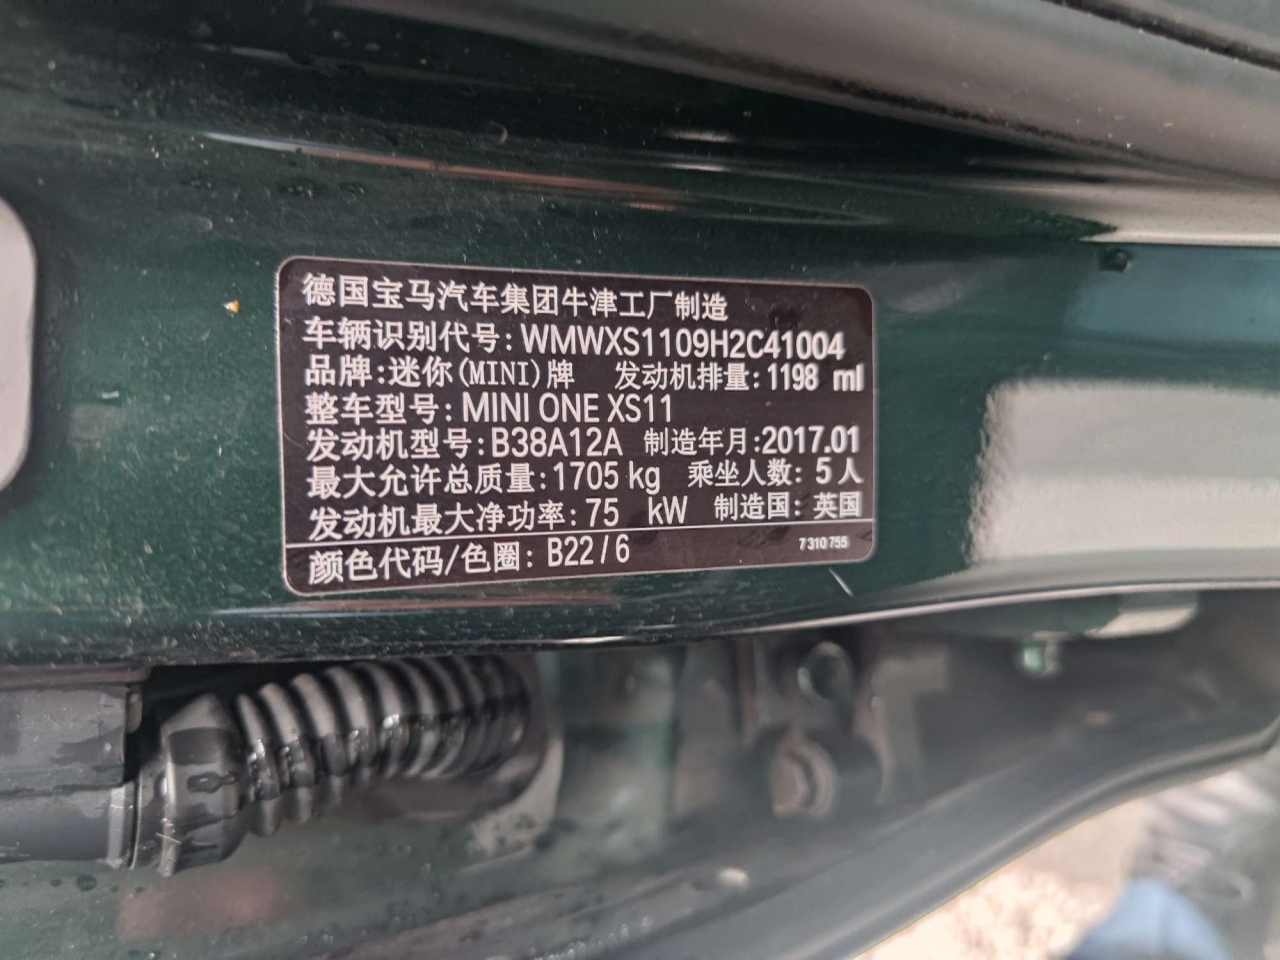 德国宝马汽车集团牛津工厂制造
车辆识别代号: WMWXS1109H2C41004
品牌:迷你(MINI)牌 发动机排量: 1198 ml
整车型号: MINI ONE XS11
发动机型号: B38A12A 制造年月:2017.01
最大允许总质量: 1705 kg 乘坐人数: 5人
发动机最大净功率: 75 kW 制造国: 英国
颜色代码/色圈: B22/6 7 310 755